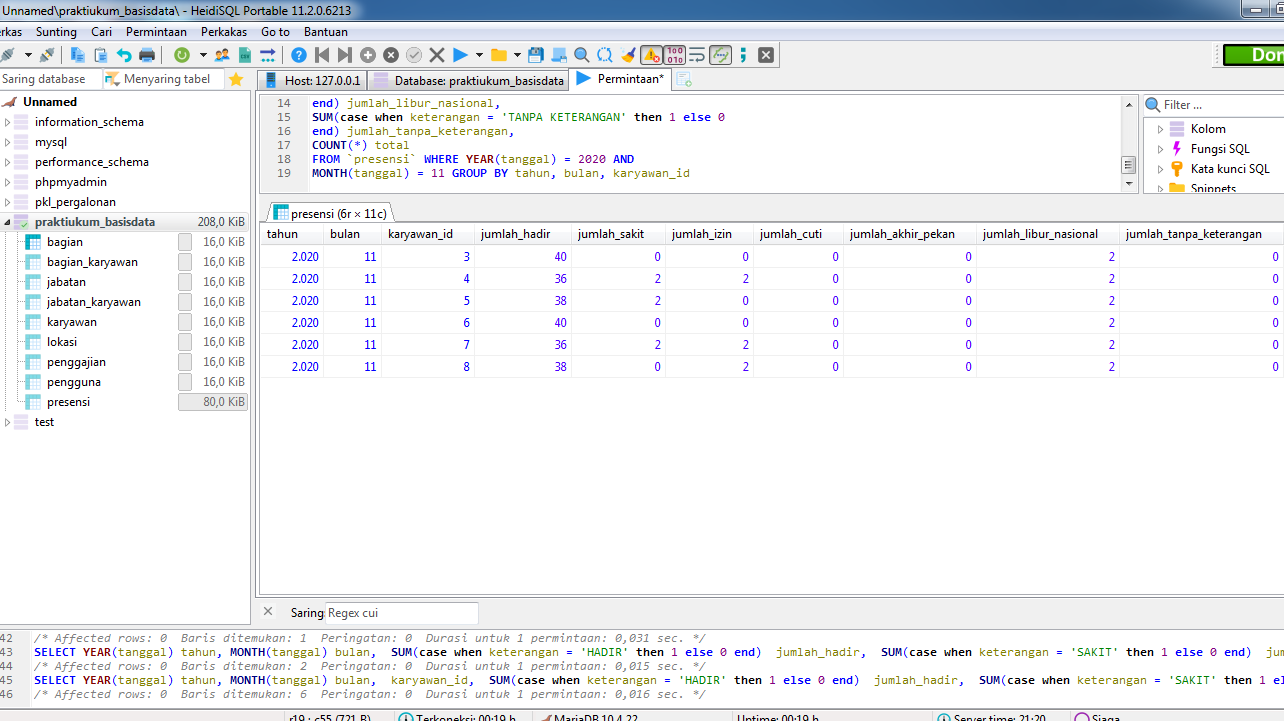 Unnamed\praktiukum_basisdata\ - HeidiSQL Portable 11.2.0.6213
erkas Sunting Cari Permintaan Perkakas Go to Bantuan
Don
Saring database Menyaring tabel Host: 127.0.0.1 Database: praktiukum_basisdata Permintaan*
Unnamed
information_schema
mysql
performance_schema
phpmyadmin
pkl_pergalonan
praktiukum_basisdata 208,0 KiB
bagian 16,0 KiB
bagian_karyawan 16,0 KiB
jabatan 16,0 KiB
jabatan_karyawan 16,0 KiB
karyawan 16,0 KiB
lokasi 16,0 KiB
penggajian 16,0 KiB
pengguna 16,0 KiB
presensi 80,0 KiB
test
14 end) jumlah_libur_nasional,
15 SUM(case when keterangan = 'TANPA KETERANGAN' then 1 else 0
16 end) jumlah_tanpa_keterangan,
17 COUNT(*) total
18 FROM `presensi` WHERE YEAR(tanggal) = 2020 AND
19 MONTH(tanggal) = 11 GROUP BY tahun, bulan, karyawan_id
Filter ...
Kolom
Fungsi SQL
Kata kunci SQL
Snippets
presensi (6r × 11c)
tahun bulan karyawan_id jumlah_hadir jumlah_sakit jumlah_izin jumlah_cuti jumlah_akhir_pekan jumlah_libur_nasional jumlah_tanpa_keterangan
2.020 11 3 40 0 0 0 0 2 0
2.020 11 4 36 2 2 0 0 2 0
2.020 11 5 38 2 0 0 0 2 0
2.020 11 6 40 0 0 0 0 2 0
2.020 11 7 36 2 2 0 0 2 0
2.020 11 8 38 0 2 0 0 2 0
Saring: Regex cui
42 /* Affected rows: 0 Baris ditemukan: 1 Peringatan: 0 Durasi untuk 1 permintaan: 0,031 sec. */
43 SELECT YEAR(tanggal) tahun, MONTH(tanggal) bulan, SUM(case when keterangan = 'HADIR' then 1 else 0 end) jumlah_hadir, SUM(case when keterangan = 'SAKIT' then 1 else 0 end) jum
44 /* Affected rows: 0 Baris ditemukan: 2 Peringatan: 0 Durasi untuk 1 permintaan: 0,015 sec. */
45 SELECT YEAR(tanggal) tahun, MONTH(tanggal) bulan, karyawan_id, SUM(case when keterangan = 'HADIR' then 1 else 0 end) jumlah_hadir, SUM(case when keterangan = 'SAKIT' then 1 el
46 /* Affected rows: 0 Baris ditemukan: 6 Peringatan: 0 Durasi untuk 1 permintaan: 0,016 sec. */
r19 : c55 (721 B) Terkoneksi: 00:19 h MariaDB 10.4.22 Uptime: 00:19 h Server time: 21:20 Siaga